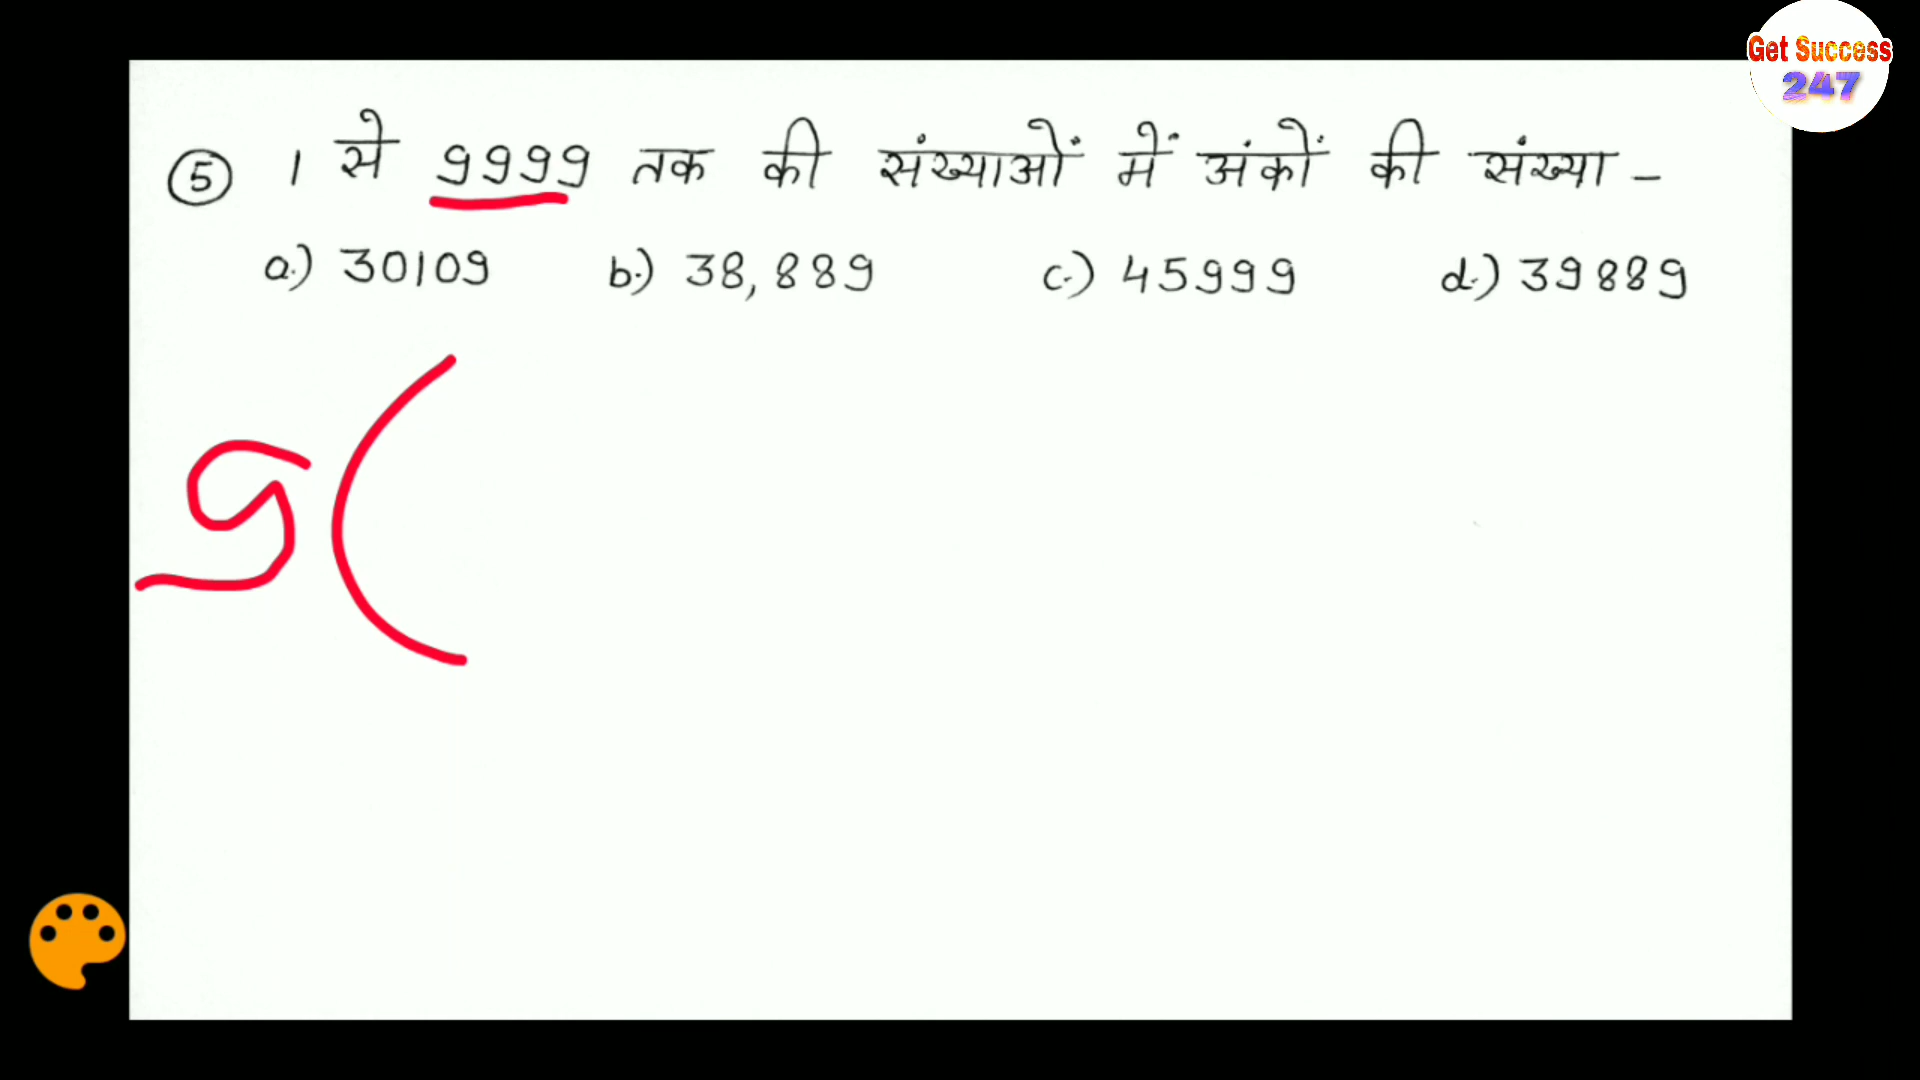 Get Success
247
5 1 से 9999 तक की संख्याओं में अंकों की संख्या -
a.) 30109 b.) 38,889 c.) 45999 d.) 39889
9(